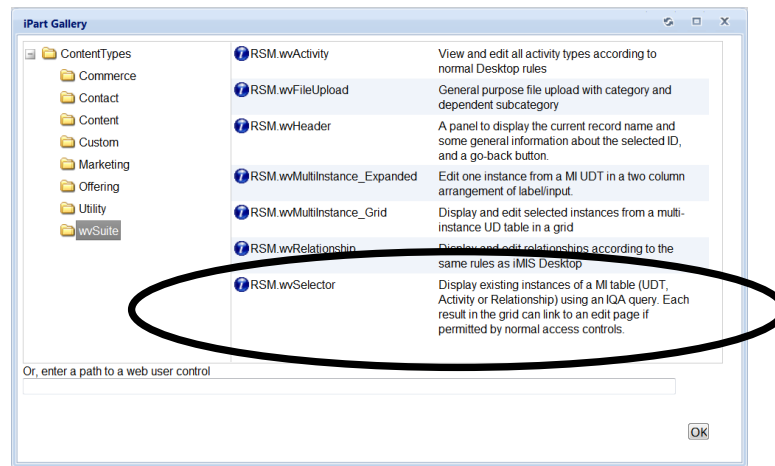 iPart Gallery
ContentTypes
Commerce
Contact
Content
Custom
Marketing
Offering
Utility
wvSuite
RSM.wvActivity
View and edit all activity types according to
normal Desktop rules
RSM.wvFileUpload
General purpose file upload with category and
dependent subcategory
RSM.wvHeader
A panel to display the current record name and
some general information about the selected ID,
and a go-back button.
RSM.wvMultiInstance_Expanded
Edit one instance from a MI UDT in a two column
arrangement of label/input.
RSM.wvMultiInstance_Grid
Display and edit selected instances from a multi-
instance UD table in a grid
RSM.wvRelationship
Display and edit relationships according to the
same rules as iMIS Desktop
RSM.wvSelector
Display existing instances of a MI table (UDT,
Activity or Relationship) using an IQA query. Each
result in the grid can link to an edit page if
permitted by normal access controls.
Or, enter a path to a web user control
OK